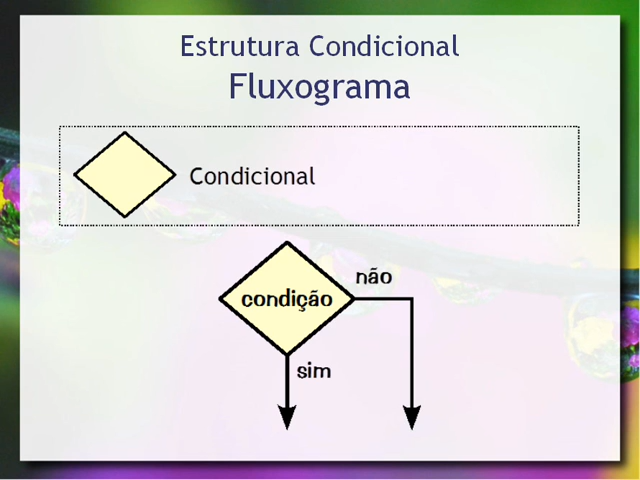 Estrutura Condicional
Fluxograma
Condicional
não
condição
sim